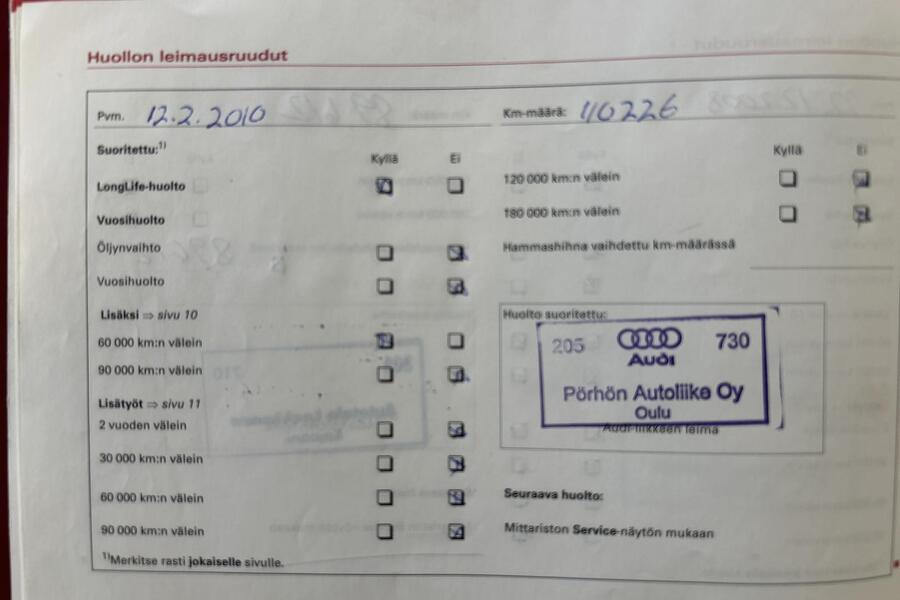 Huollon leimausruudut
Pvm. 12.2.2010
Km-määrä: 110226
Suoritettu:1)
Kyllä Ei
LongLife-huolto
Vuosihuolto
Öljynvaihto
Vuosihuolto
Lisäksi ⇒ sivu 10
60 000 km:n välein
90 000 km:n välein
Lisätyöt ⇒ sivu 11
2 vuoden välein
30 000 km:n välein
60 000 km:n välein
90 000 km:n välein
1)Merkitse rasti jokaiselle sivulle.
Kyllä Ei
120 000 km:n välein
180 000 km:n välein
Hammashihna vaihdettu km-määrässä
Huolto suoritettu:
205 730
Audi
Pörhön Autoliike Oy
Oulu
Audi-liikkeen leima
Seuraava huolto:
Mittariston Service-näytön mukaan